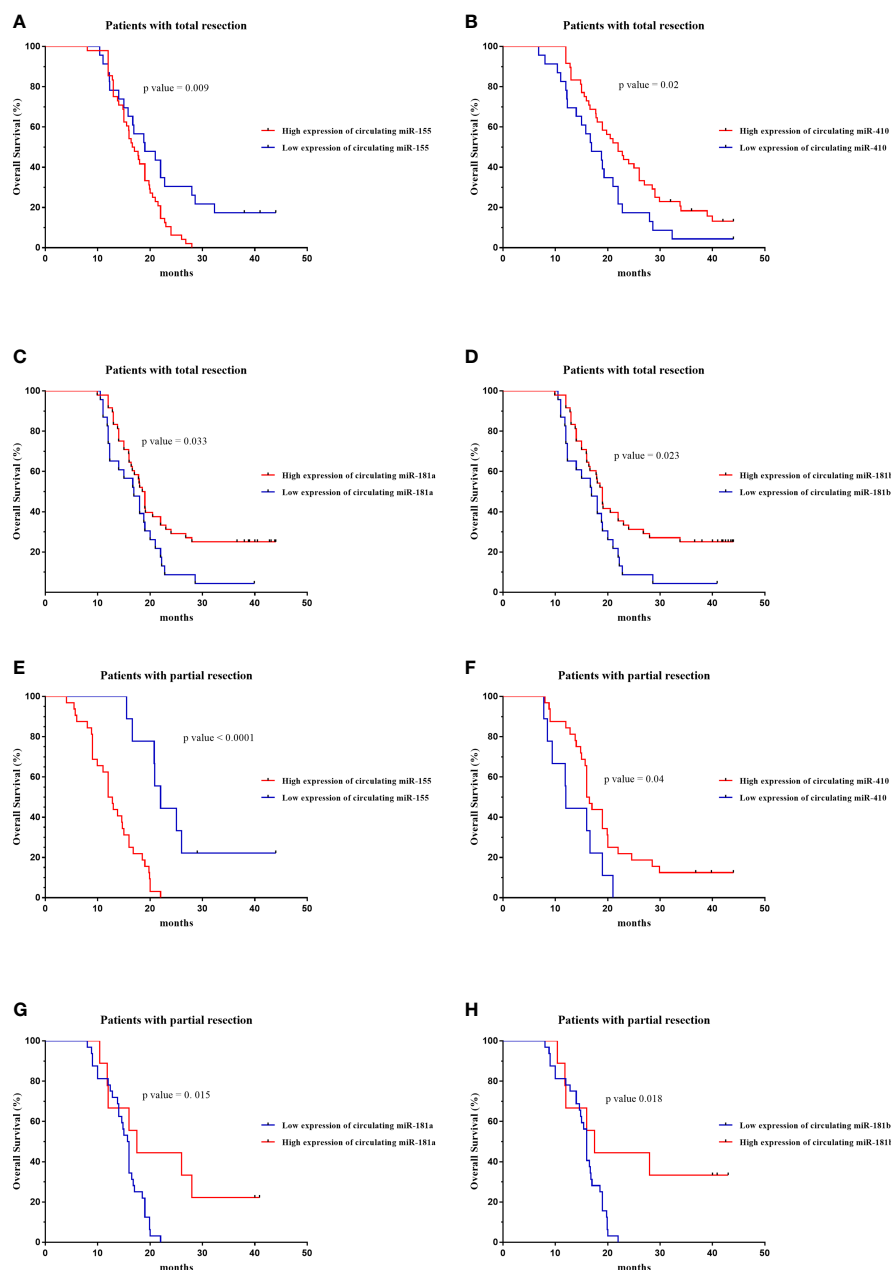 A
Patients with total resection
100
80
60
40
20
0
0 10 20 30 40 50
Overall Survival (%)
months
p value = 0.009
High expression of circulating miR-155
Low expression of circulating miR-155
B
Patients with total resection
100
80
60
40
20
0
0 10 20 30 40 50
Overall Survival (%)
months
p value = 0.02
High expression of circulating miR-410
Low expression of circulating miR-410
C
Patients with total resection
100
80
60
40
20
0 10 20 30 40 50
Overall Survival (%)
months
p value = 0.033
High expression of circulating miR-181a
Low expression of circulating miR-181a
D
Patients with total resection
100
80
60
40
20
0 10 20 30 40 50
Overall Survival (%)
months
p value = 0.023
High expression of circulating miR-181l
Low expression of circulating miR-181b
E
Patients with partial resection
100
80
60
40
20
0
0 10 20 30 40 50
Overall Survival (%)
months
p value < 0.0001
High expression of circulating miR-155
Low expression of circulating miR-155
F
Patients with partial resection
100
80
60
40
20
0
0 10 20 30 40 50
Overall Survival (%)
months
p value = 0.04
High expression of circulating miR-410
Low expression of circulating miR-410
G
Patients with partial resection
100
80
60
40
20
0
0 10 20 30 40 50
Overall Survival (%)
months
p value = 0. 015
Low expression of circulating miR-181a
High expression of circulating miR-181a
H
Patients with partial resection
100
80
60
40
20
0
0 10 20 30 40 50
Overall Survival (%)
months
p value 0.018
Low expression of circulating miR-181b
High expression of circulating miR-181l